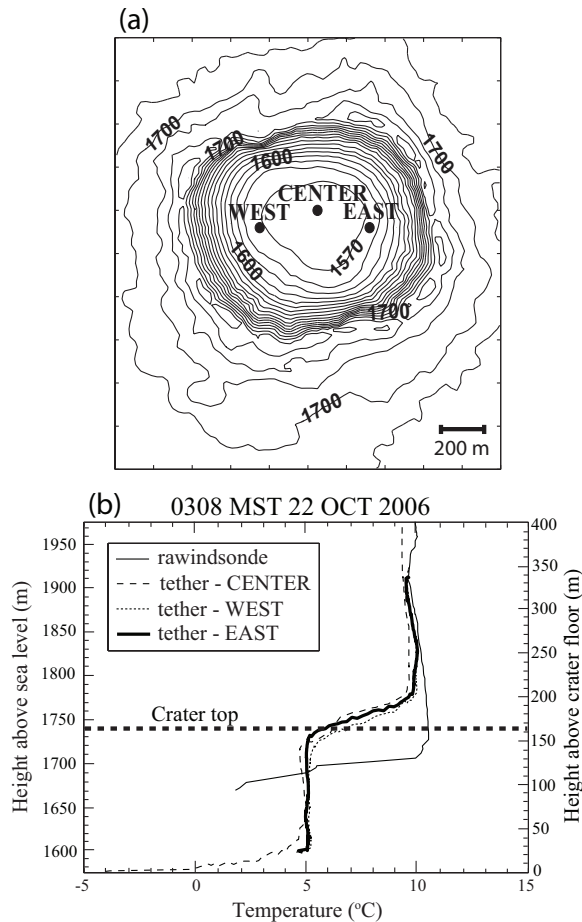 (a)
1700
1700
1700
1600
CENTER
WEST
EAST
1600
1570
1700
1700
200 m
(b)
0308 MST 22 OCT 2006
rawindsonde
tether - CENTER
tether - WEST
tether - EAST
Crater top
Height above sea level (m)
1950
1900
1850
1800
1750
1700
1650
1600
Height above crater floor (m)
400
350
300
250
200
150
100
50
0
-5
0
5
10
15
Temperature (ºC)